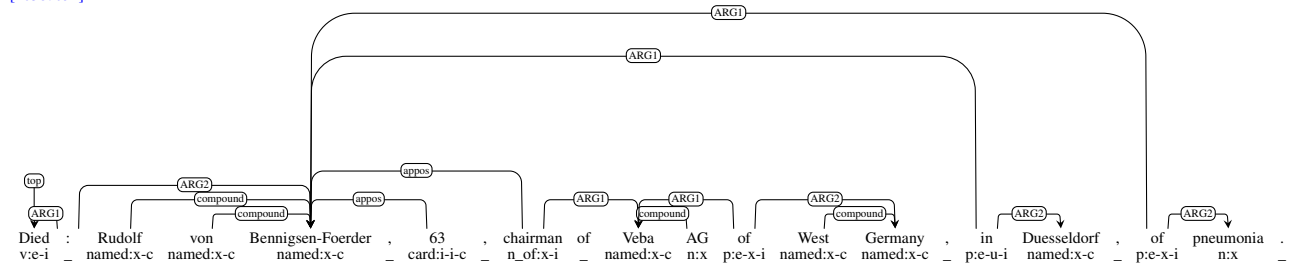 ARG1
ARG1
appos
top
ARG2
compound appos ARG1 ARG1 ARG2
ARG1 compound compound compound ARG2 ARG2
Died : Rudolf von Bennigsen-Foerder , 63 , chairman of Veba AG of West Germany , in Duesseldorf , of pneumonia .
v:e-i _ named:x-c named:x-c named:x-c _ card:i-i-c _ n_of:x-i _ named:x-c n:x p:e-x-i named:x-c named:x-c _ p:e-u-i named:x-c _ p:e-x-i n:x _